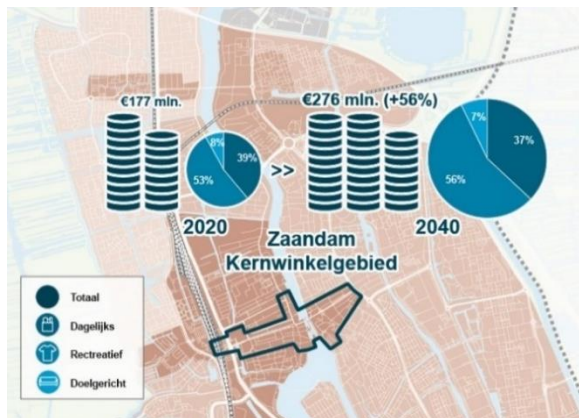 €177 mln.
€276 mln. (+56%)
8%
39%
53%
>>
7%
37%
56%
2020
2040
Zaandam
Kernwinkelgebied
Totaal
Dagelijks
Rectreatief
Doelgericht